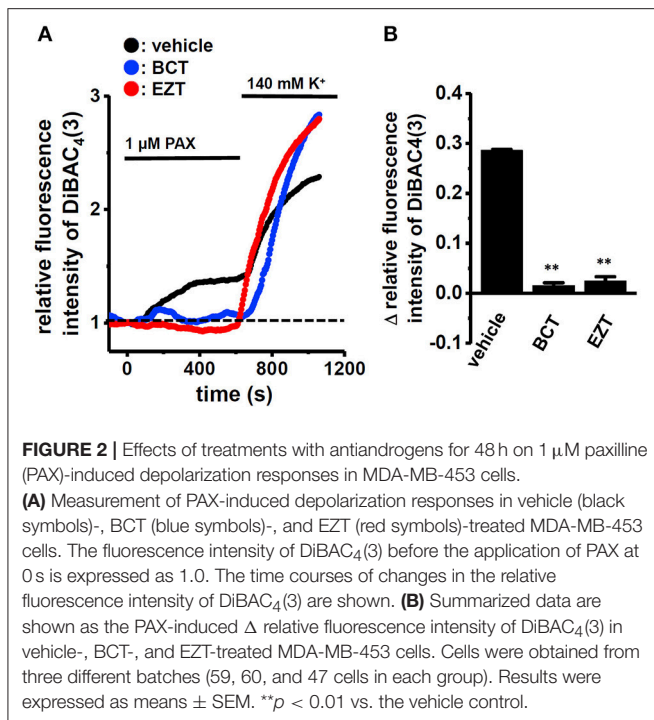 A
●: vehicle
●: BCT
●: EZT
140 mM K⁺
1 µM PAX
relative fluorescence
intensity of DiBAC₄(3)
3
2
1
0 400 800 1200
time (s)
B
Δ relative fluorescence
intensity of DiBAC4(3)
0.4
0.3
0.2
0.1
0.0
-0.1
** **
vehicle
BCT
EZT
FIGURE 2 | Effects of treatments with antiandrogens for 48 h on 1 µM paxilline
(PAX)-induced depolarization responses in MDA-MB-453 cells.
(A) Measurement of PAX-induced depolarization responses in vehicle (black
symbols)-, BCT (blue symbols)-, and EZT (red symbols)-treated MDA-MB-453
cells. The fluorescence intensity of DiBAC₄(3) before the application of PAX at
0 s is expressed as 1.0. The time courses of changes in the relative
fluorescence intensity of DiBAC₄(3) are shown. (B) Summarized data are
shown as the PAX-induced Δ relative fluorescence intensity of DiBAC₄(3) in
vehicle-, BCT-, and EZT-treated MDA-MB-453 cells. Cells were obtained from
three different batches (59, 60, and 47 cells in each group). Results were
expressed as means ± SEM. **p < 0.01 vs. the vehicle control.